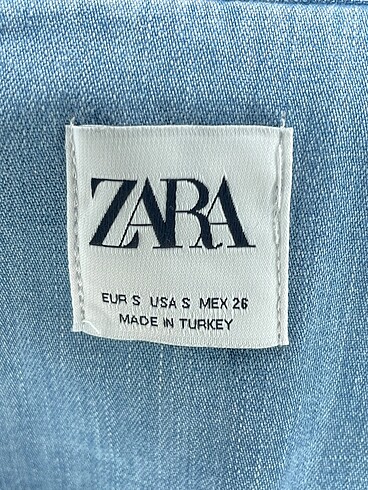 ZARA
EUR S USA S MEX 26
MADE IN TURKEY